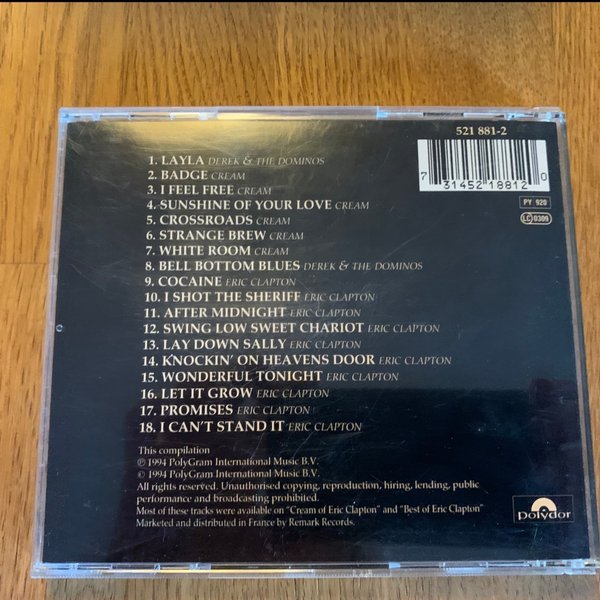 521 881-2
7 31452 18812 0
PY 920
LC 0309
1. LAYLA DEREK & THE DOMINOS
2. BADGE CREAM
3. I FEEL FREE CREAM
4. SUNSHINE OF YOUR LOVE CREAM
5. CROSSROADS CREAM
6. STRANGE BREW CREAM
7. WHITE ROOM CREAM
8. BELL BOTTOM BLUES DEREK & THE DOMINOS
9. COCAINE ERIC CLAPTON
10. I SHOT THE SHERIFF ERIC CLAPTON
11. AFTER MIDNIGHT ERIC CLAPTON
12. SWING LOW SWEET CHARIOT ERIC CLAPTON
13. LAY DOWN SALLY ERIC CLAPTON
14. KNOCKIN' ON HEAVENS DOOR ERIC CLAPTON
15. WONDERFUL TONIGHT ERIC CLAPTON
16. LET IT GROW ERIC CLAPTON
17. PROMISES ERIC CLAPTON
18. I CAN'T STAND IT ERIC CLAPTON
This compilation
℗ 1994 PolyGram International Music B.V.
© 1994 PolyGram International Music B.V.
All rights reserved. Unauthorised copying, reproduction, hiring, lending, public
performance and broadcasting prohibited.
Most of these tracks were available on "Cream of Eric Clapton" and "Best of Eric Clapton"
Marketed and distributed in France by Remark Records.
polydor